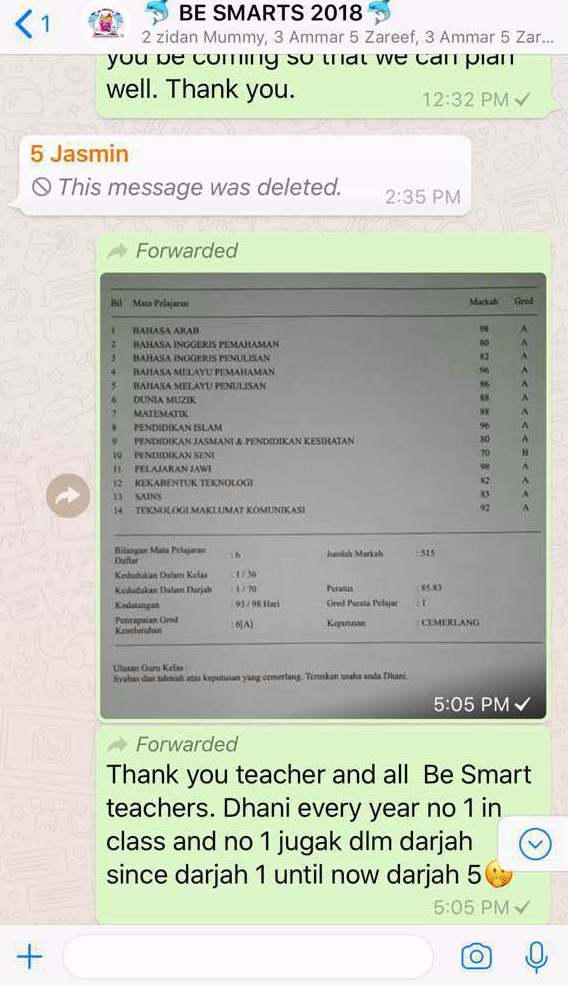 1
BE SMARTS 2018
2 zidan Mummy, 3 Ammar 5 Zareef, 3 Ammar 5 Zar...
you be coming so that we can plan
well. Thank you.
12:32 PM
5 Jasmin
This message was deleted.
2:35 PM
Forwarded
Bil Mata Pelajaran Markah Gred
1 BAHASA ARAB 98 A
2 BAHASA INGGERIS PEMAHAMAN 80 A
3 BAHASA INGGERIS PENULISAN 82 A
4 BAHASA MELAYU PEMAHAMAN 96 A
5 BAHASA MELAYU PENULISAN 86 A
6 DUNIA MUZIK 88 A
7 MATEMATIK 88 A
8 PENDIDIKAN ISLAM 96 A
9 PENDIDIKAN JASMANI & PENDIDIKAN KESIHATAN 80 A
10 PENDIDIKAN SENI 70 B
11 PELAJARAN JAWI 98 A
12 REKABENTUK TEKNOLOGI 82 A
13 SAINS 83 A
14 TEKNOLOGI MAKLUMAT KOMUNIKASI 92 A
Bilangan Mata Pelajaran : 6 Jumlah Markah : 515
Daftar
Kedudukan Dalam Kelas : 1 / 36
Kedudukan Dalam Darjah : 1 / 70 Peratus : 85.83
Kedatangan : 93 / 98 Hari Gred Purata Pelajar : 1
Pencapaian Gred : 6[A] Keputusan : CEMERLANG
Keseluruhan
Ulasan Guru Kelas :
Syabas dan tahniah atas keputusan yang cemerlang. Teruskan usaha anda Dhani.
5:05 PM
Forwarded
Thank you teacher and all Be Smart
teachers. Dhani every year no 1 in
class and no 1 jugak dlm darjah
since darjah 1 until now darjah 5
5:05 PM